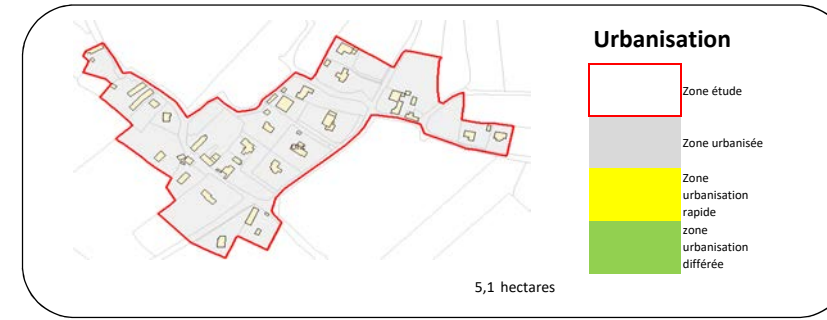 Urbanisation
Zone étude
Zone urbanisée
Zone
urbanisation
rapide
zone
urbanisation
différée
5,1 hectares